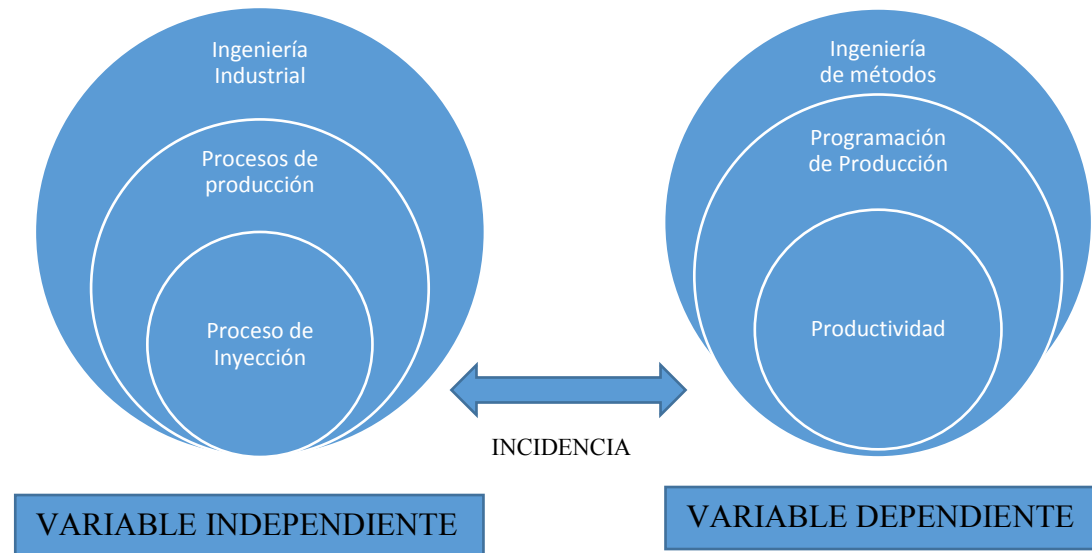 Ingeniería
Industrial
Procesos de
producción
Proceso de
Inyección
Ingeniería
de métodos
Programación
de Producción
Productividad
INCIDENCIA
VARIABLE INDEPENDIENTE
VARIABLE DEPENDIENTE